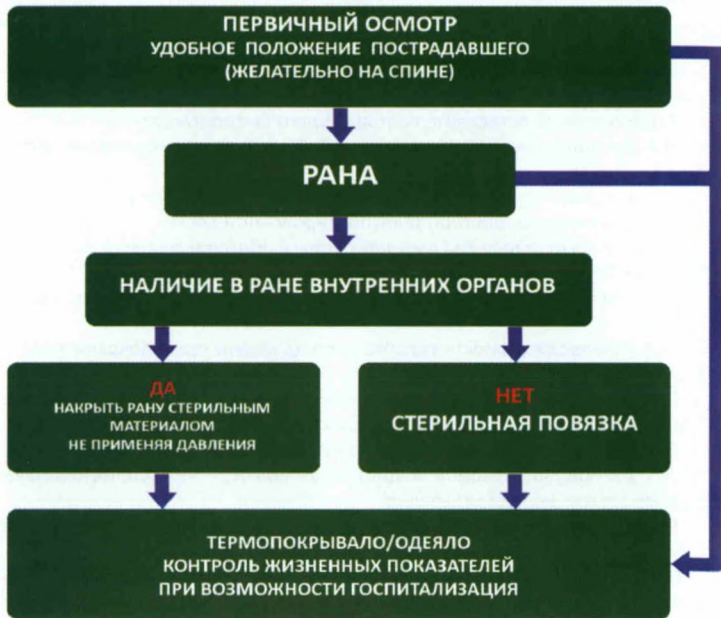 ПЕРВИЧНЫЙ ОСМОТР
УДОБНОЕ ПОЛОЖЕНИЕ ПОСТРАДАВШЕГО
(ЖЕЛАТЕЛЬНО НА СПИНЕ)
РАНА
НАЛИЧИЕ В РАНЕ ВНУТРЕННИХ ОРГАНОВ
ДА
НАКРЫТЬ РАНУ СТЕРИЛЬНЫМ
МАТЕРИАЛОМ
НЕ ПРИМЕНЯЯ ДАВЛЕНИЯ
НЕТ
СТЕРИЛЬНАЯ ПОВЯЗКА
ТЕРМОПОКРЫВАЛО/ОДЕЯЛО
КОНТРОЛЬ ЖИЗНЕННЫХ ПОКАЗАТЕЛЕЙ
ПРИ ВОЗМОЖНОСТИ ГОСПИТАЛИЗАЦИЯ